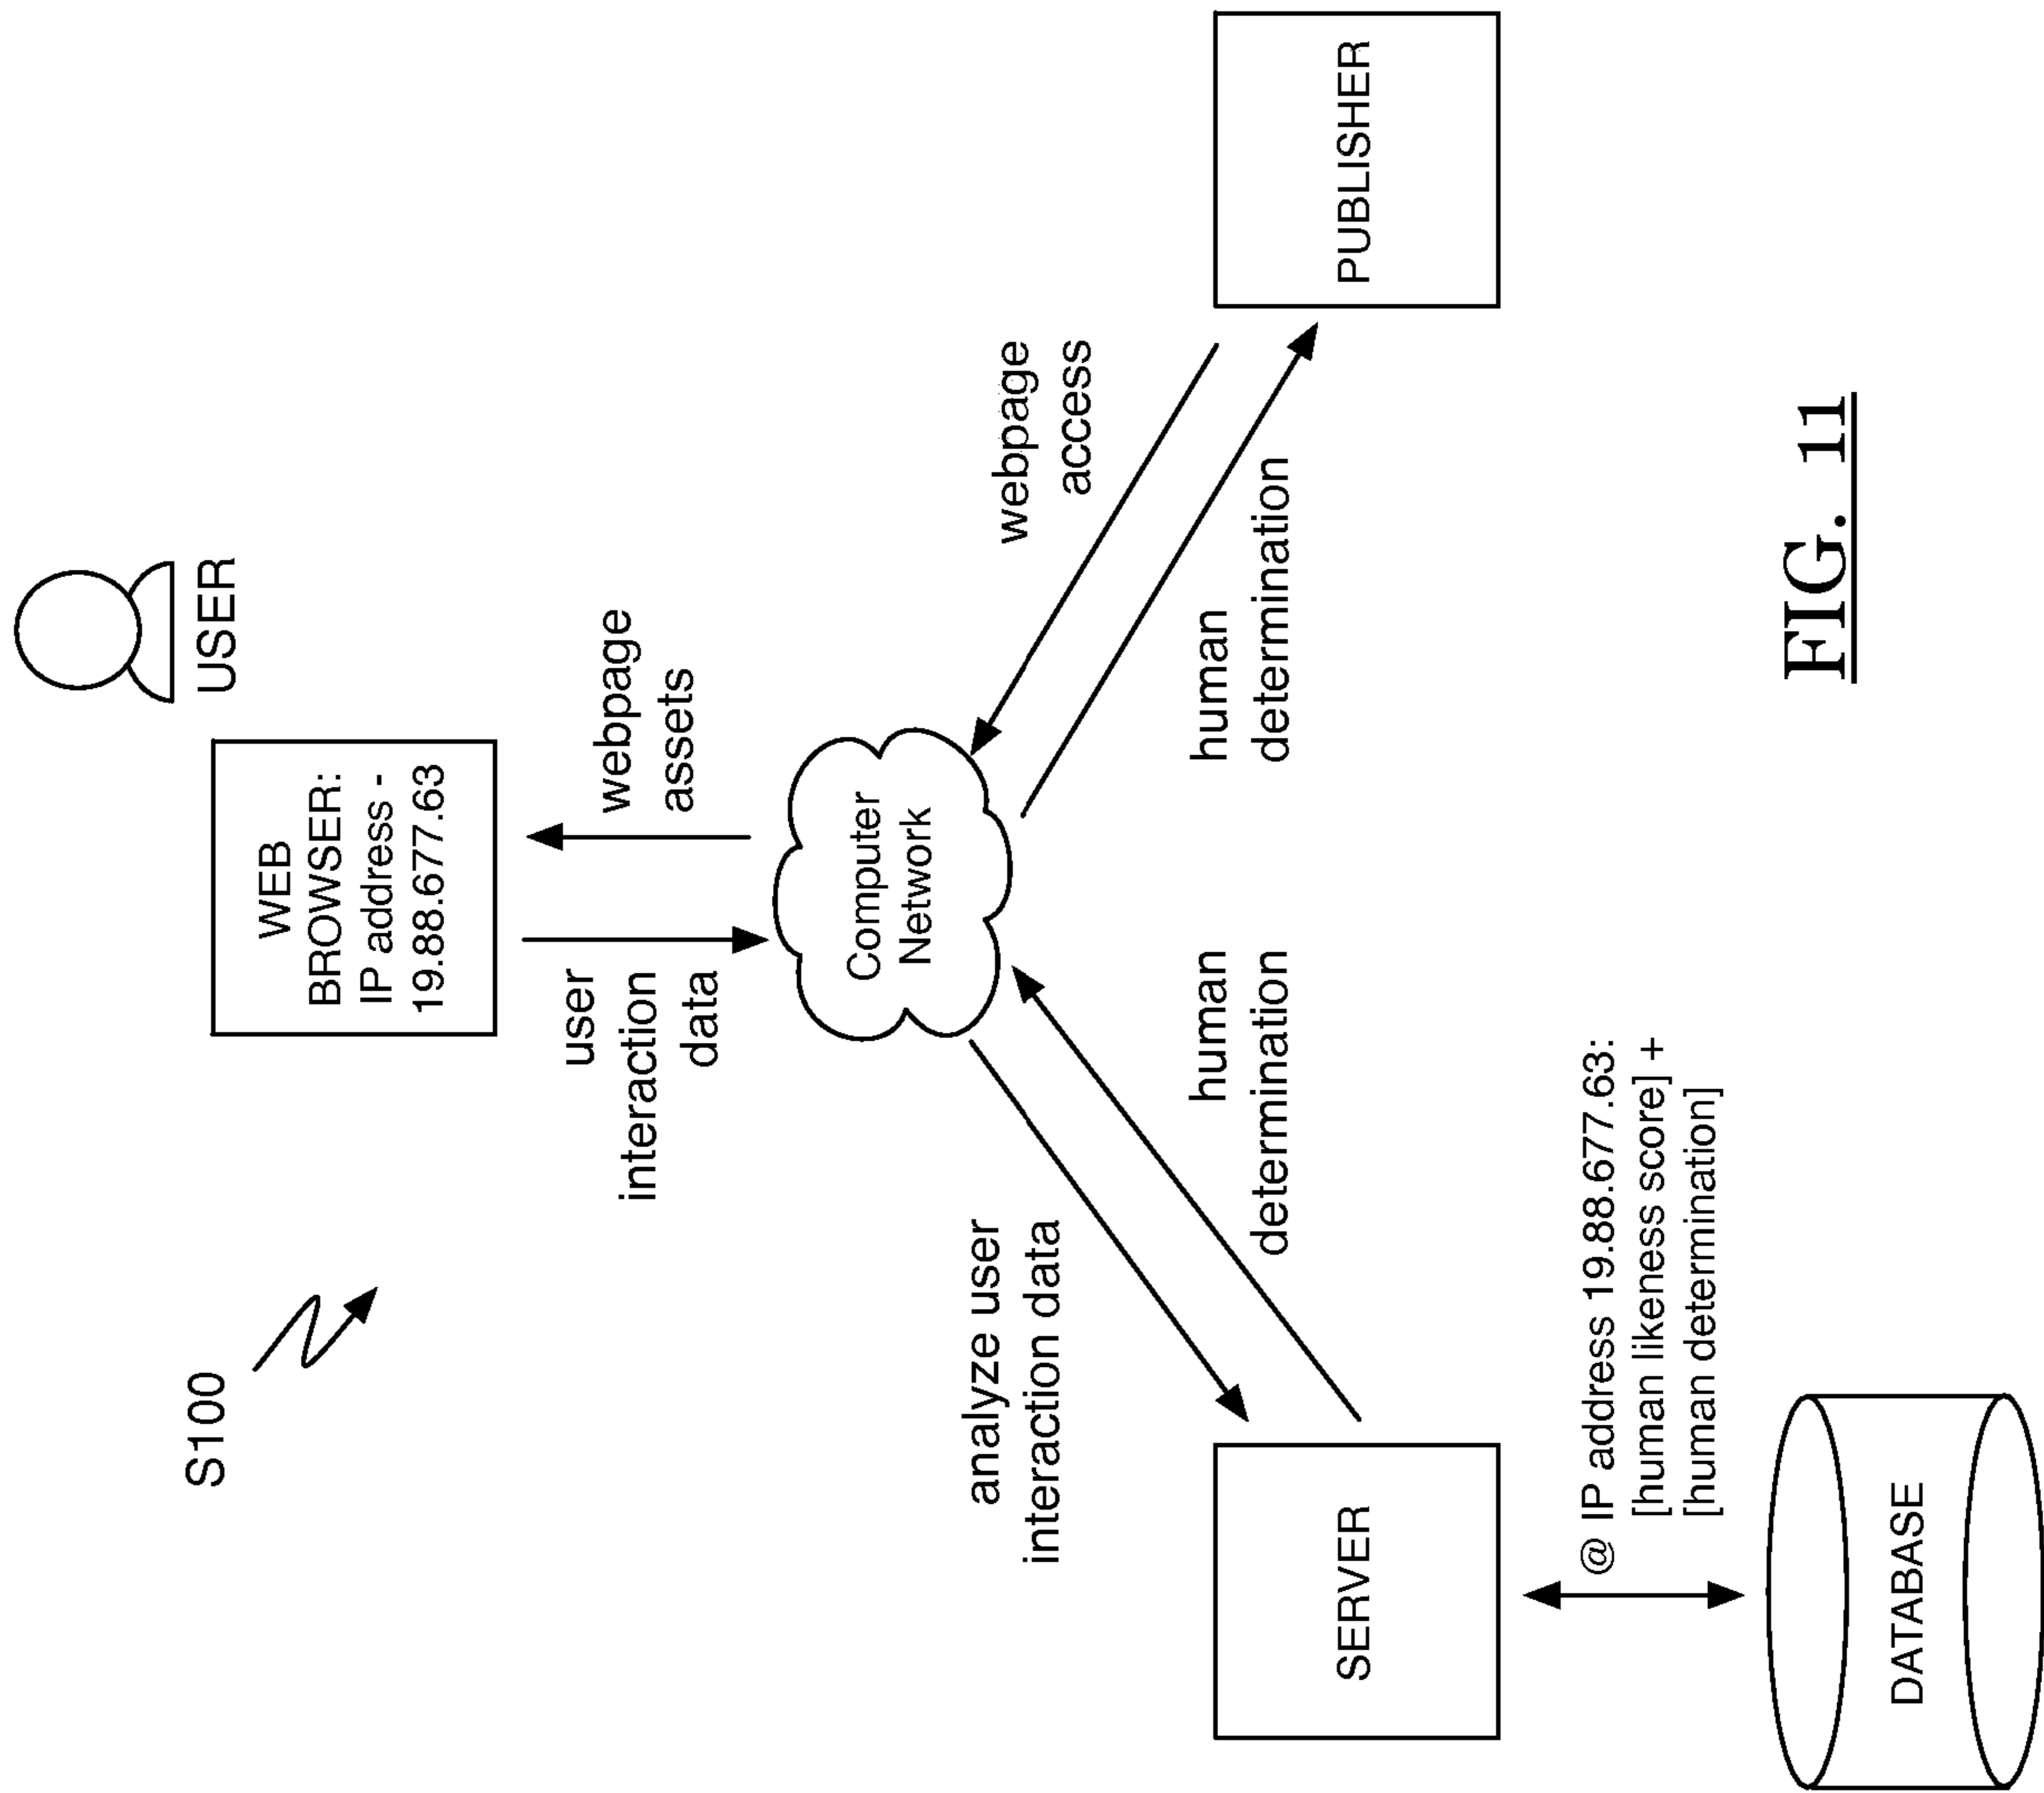 S100
USER
WEB
BROWSER:
IP address -
19.88.677.63
user
interaction
data
webpage
assets
Computer
Network
analyze user
interaction data
human
determination
webpage
access
human
determination
SERVER
PUBLISHER
@ IP address 19.88.677.63:
[human likeness score] +
[human determination]
DATABASE
FIG. 11